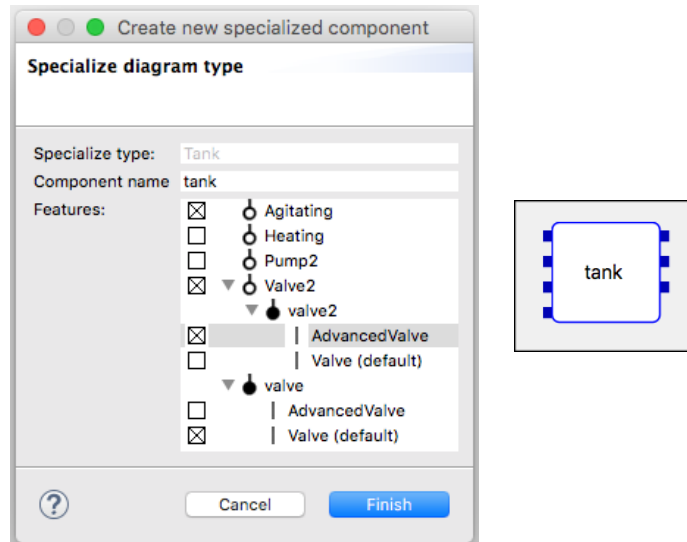 Create new specialized component
Specialize diagram type
Specialize type: Tank
Component name tank
Features:
Agitating
Heating
Pump2
Valve2
valve2
AdvancedValve
Valve (default)
valve
AdvancedValve
Valve (default)
? Cancel Finish
tank